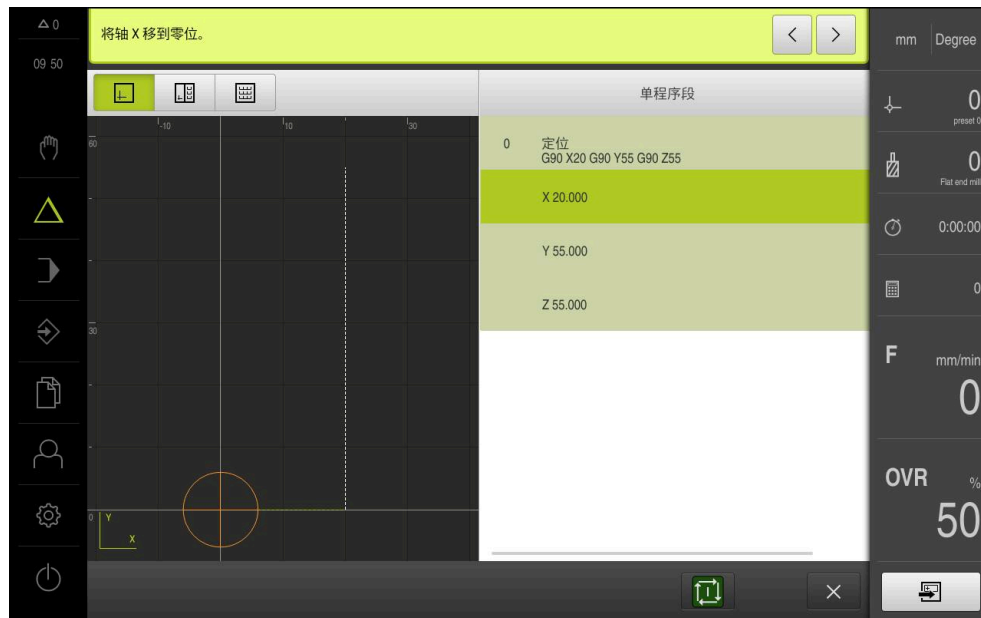 0
将轴 X 移到零位。
mm
Degree
09 50
单程序段
-10
10
30
60
30
0
Y
X
0
定位
G90 X20 G90 Y55 G90 Z55
X 20.000
Y 55.000
Z 55.000
0
preset 0
0
Flat end mill
0:00:00
0
F
mm/min
0
OVR
%
50